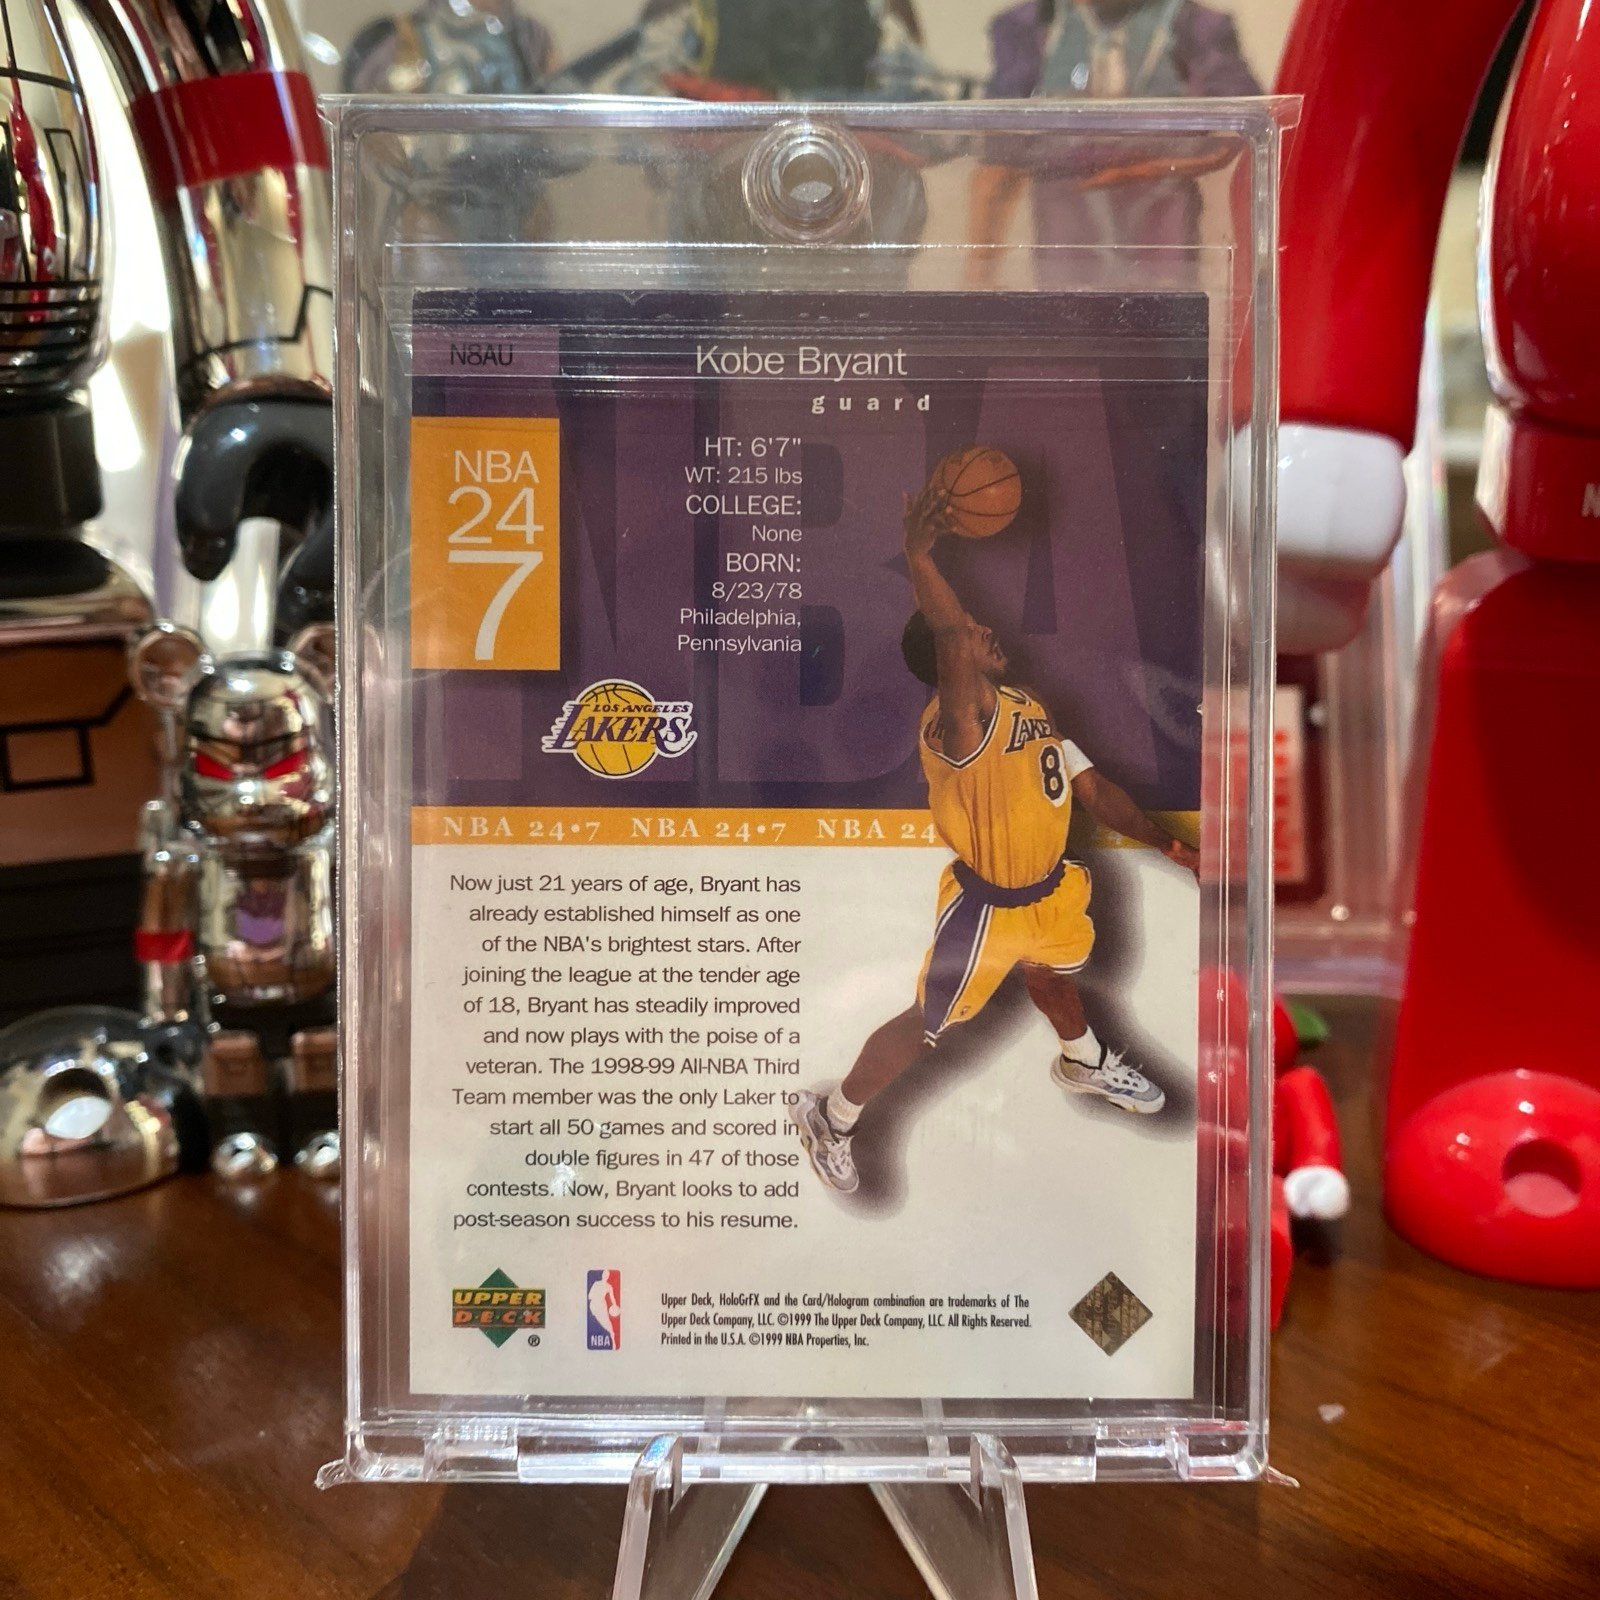 N8AU
Kobe Bryant
guard
NBA
24
7
HT: 6'7"
WT: 215 lbs
COLLEGE:
None
BORN:
8/23/78
Philadelphia,
Pennsylvania
LOS ANGELES
LAKERS
LAKE
8
NBA
NBA 24•7 NBA 24•7 NBA 24
Now just 21 years of age, Bryant has
already established himself as one
of the NBA's brightest stars. After
joining the league at the tender age
of 18, Bryant has steadily improved
and now plays with the poise of a
veteran. The 1998-99 All-NBA Third
Team member was the only Laker to
start all 50 games and scored in
double figures in 47 of those
contests. Now, Bryant looks to add
post-season success to his resume.
UPPER
DECK
®
NBA
Upper Deck, HoloGrFX and the Card/Hologram combination are trademarks of The
Upper Deck Company, LLC. ©1999 The Upper Deck Company, LLC. All Rights Reserved.
Printed in the U.S.A. ©1999 NBA Properties, Inc.